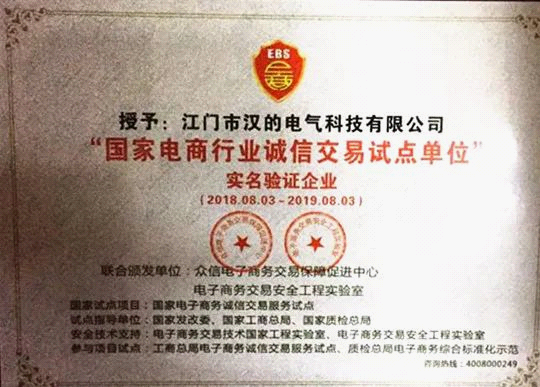 EBS
授予：江门市汉的电气科技有限公司
“国家电商行业诚信交易试点单位”
实名验证企业
(2018.08.03～2019.08.03)
联合颁发单位：众信电子商务交易保障促进中心
电子商务交易安全工程实验室
国家试点项目：国家电子商务诚信交易服务试点
试点指导单位：国家发改委、国家工商总局、国家质检总局
安全技术支持：电子商务交易技术国家工程实验室、电子商务交易安全工程实验室
参与项目试点：工商总局电子商务诚信交易服务试点、质检总局电子商务综合标准化示范
咨询热线：4008000249